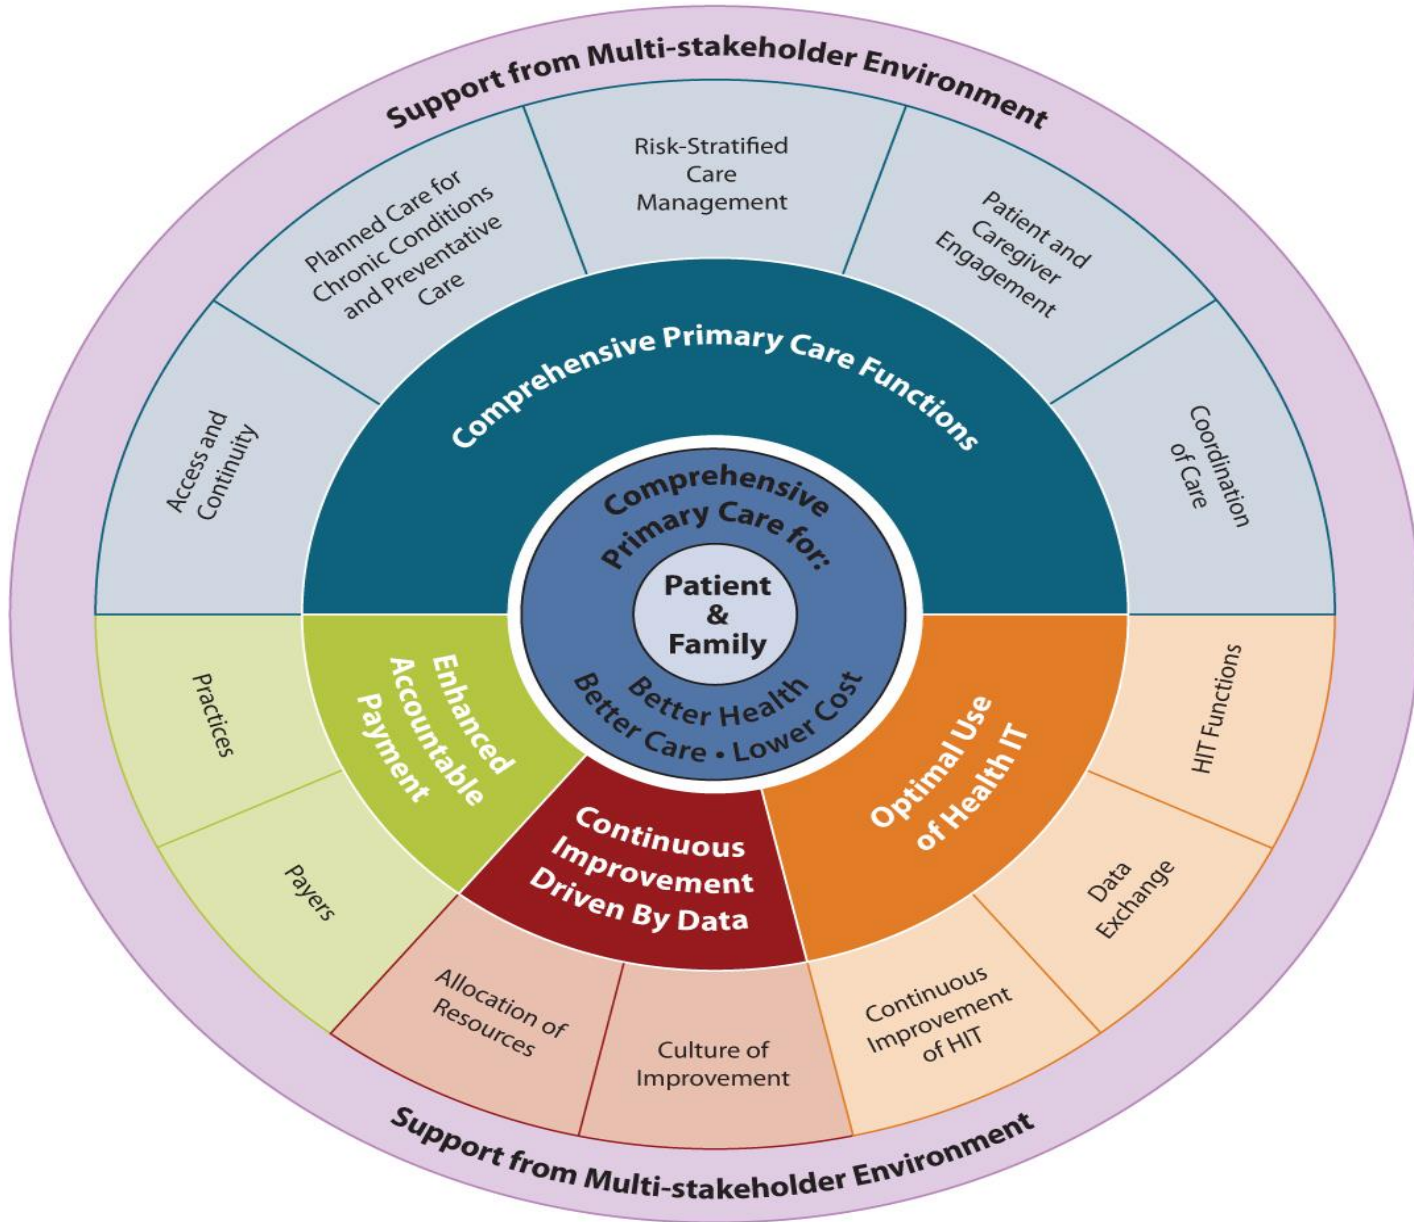 Support from Multi-stakeholder Environment
Risk-Stratified
Care
Management
Planned Care for
Chronic Conditions
and Preventative
Care
Patient and
Caregiver
Engagement
Access and
Continuity
Coordination
of Care
Comprehensive Primary Care Functions
Comprehensive
Primary Care for:
Patient
&
Family
Better Health
Better Care • Lower Cost
Enhanced
Accountable
Payment
Practices
Payers
Continuous
Improvement
Driven By Data
Allocation of
Resources
Culture of
Improvement
Optimal Use
of Health IT
HIT Functions
Data
Exchange
Continuous
Improvement
of HIT
Support from Multi-stakeholder Environment